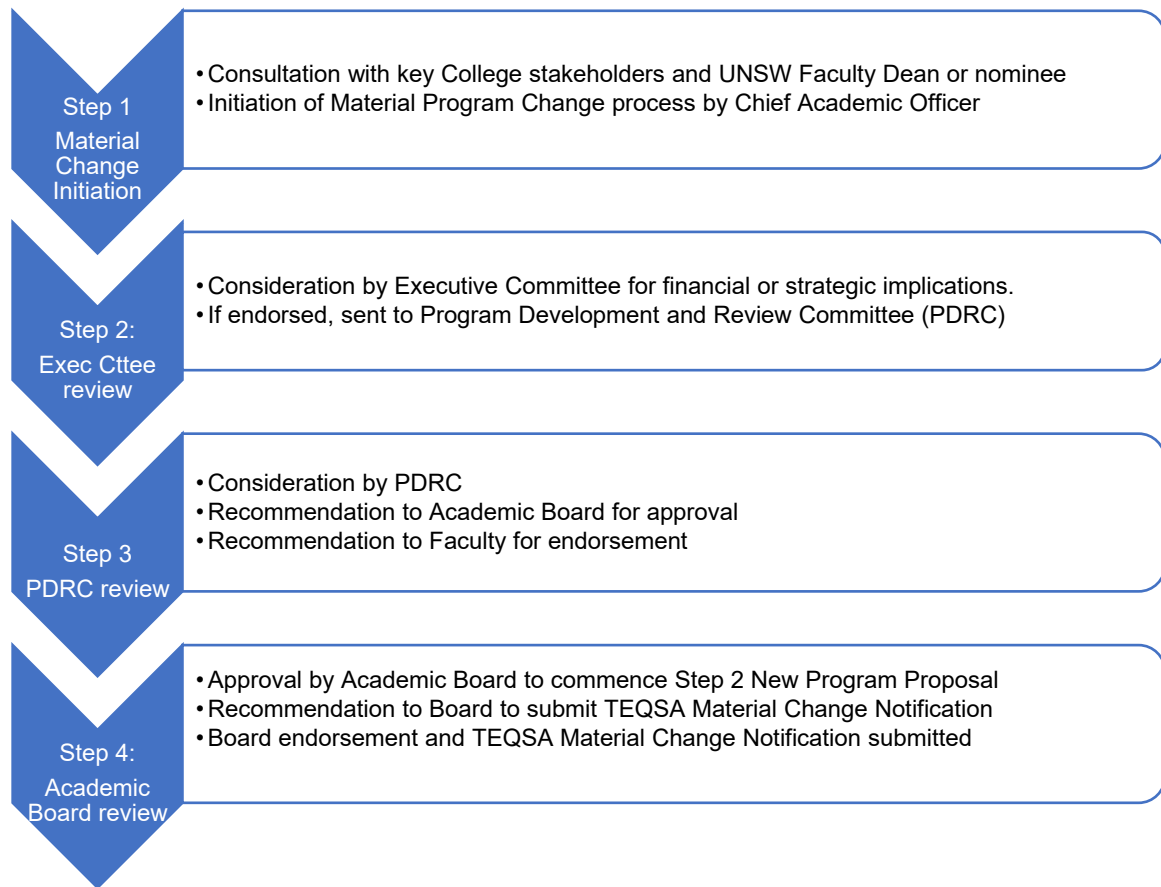 Step 1
Material
Change
Initiation
•Consultation with key College stakeholders and UNSW Faculty Dean or nominee
•Initiation of Material Program Change process by Chief Academic Officer
Step 2:
Exec Cttee
review
•Consideration by Executive Committee for financial or strategic implications.
•If endorsed, sent to Program Development and Review Committee (PDRC)
Step 3
PDRC review
•Consideration by PDRC
•Recommendation to Academic Board for approval
•Recommendation to Faculty for endorsement
Step 4:
Academic
Board review
•Approval by Academic Board to commence Step 2 New Program Proposal
•Recommendation to Board to submit TEQSA Material Change Notification
•Board endorsement and TEQSA Material Change Notification submitted